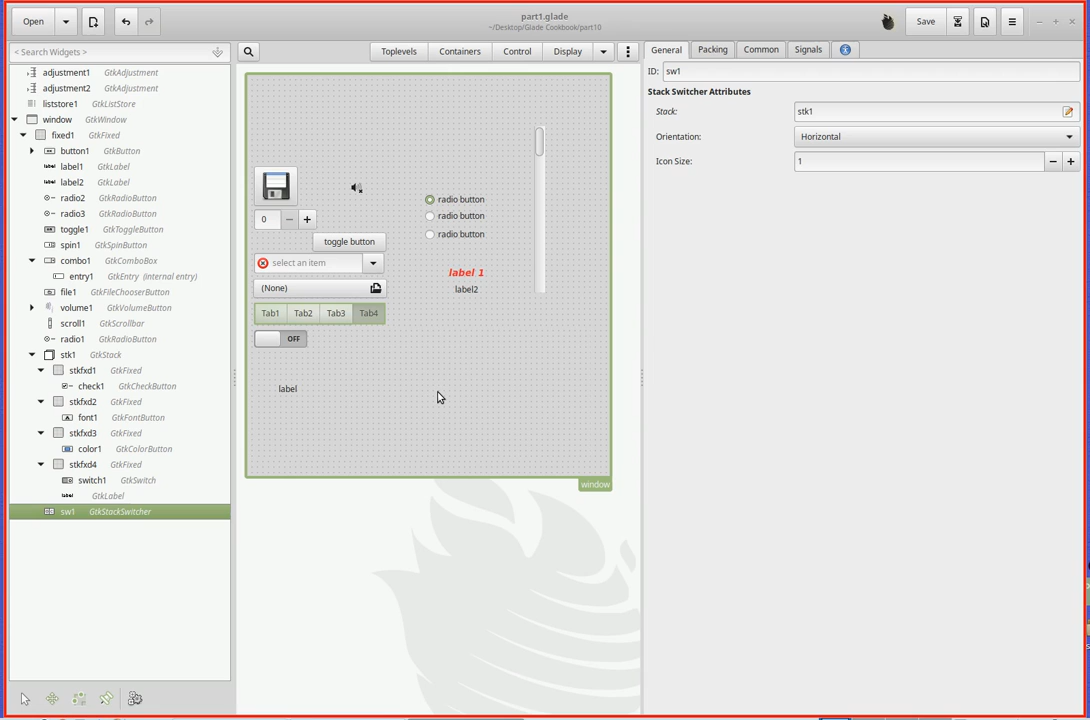 part1.glade
Open
~/Desktop/Glade Cookbook/part10
Save
< Search Widgets >
Toplevels
Containers
Control
Display
General
Packing
Common
Signals
adjustment1 GtkAdjustment
adjustment2 GtkAdjustment
liststore1 GtkListStore
window GtkWindow
fixed1 GtkFixed
button1 GtkButton
label1 GtkLabel
label2 GtkLabel
radio2 GtkRadioButton
radio3 GtkRadioButton
toggle1 GtkToggleButton
spin1 GtkSpinButton
combo1 GtkComboBox
entry1 GtkEntry (internal entry)
file1 GtkFileChooserButton
volume1 GtkVolumeButton
scroll1 GtkScrollbar
radio1 GtkRadioButton
stk1 GtkStack
stkfxd1 GtkFixed
check1 GtkCheckButton
stkfxd2 GtkFixed
font1 GtkFontButton
stkfxd3 GtkFixed
color1 GtkColorButton
stkfxd4 GtkFixed
switch1 GtkSwitch
GtkLabel
sw1 GtkStackSwitcher
radio button
0
radio button
radio button
toggle button
select an item
label 1
(None)
label2
Tab1 Tab2 Tab3 Tab4
OFF
label
window
ID: sw1
Stack Switcher Attributes
Stack: stk1
Orientation: Horizontal
Icon Size: 1